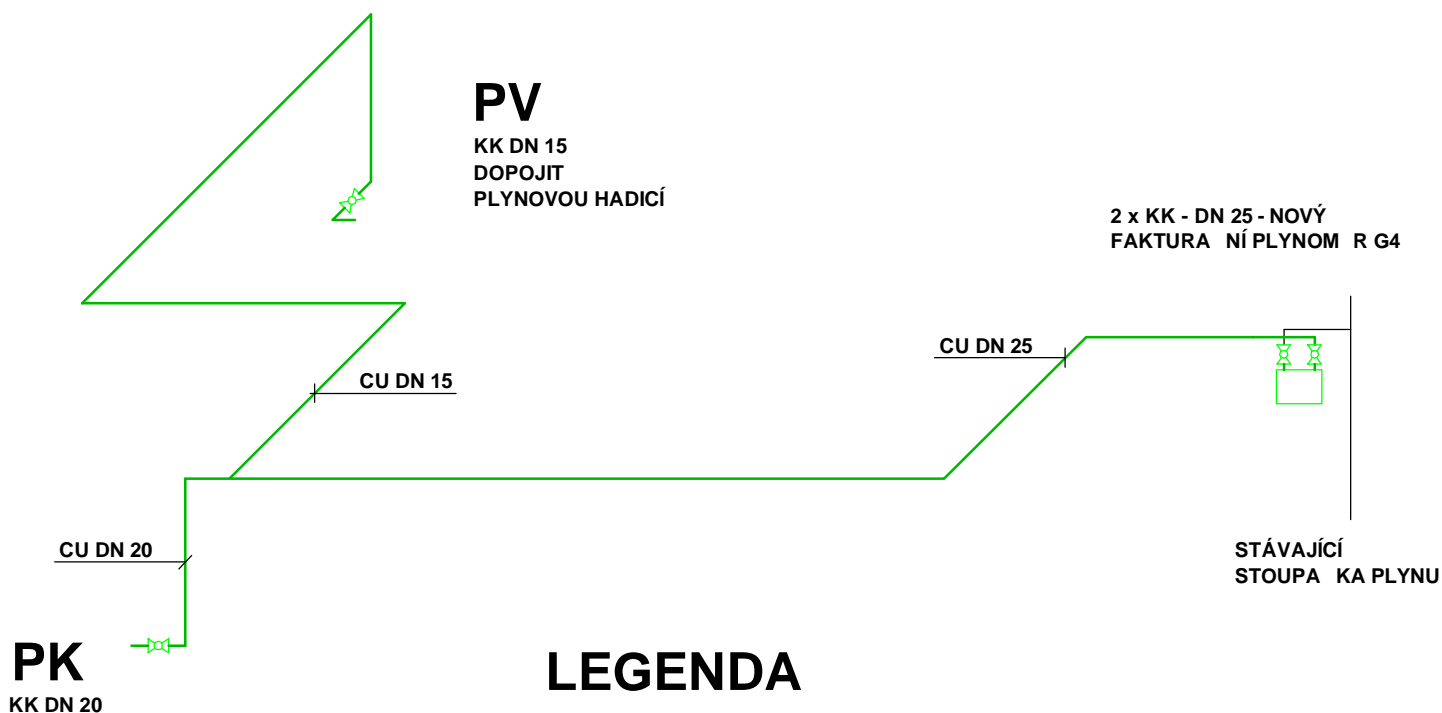 PV
KK DN 15
DOPOJIT
PLYNOVOU HADICÍ
2 x KK - DN 25 - NOVÝ
FAKTURA NÍ PLYNOM R G4
CU DN 25
CU DN 15
CU DN 20
STÁVAJÍCÍ
STOUPA KA PLYNU
PK
KK DN 20
LEGENDA